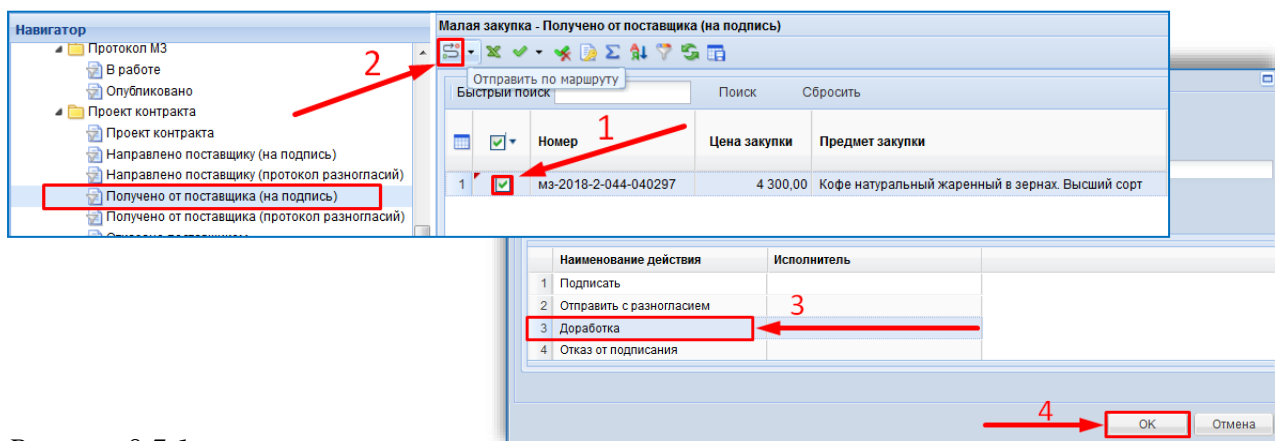 Навигатор
Протокол МЗ
В работе
Опубликовано
Проект контракта
Проект контракта
Направлено поставщику (на подпись)
Направлено поставщику (протокол разногласий)
Получено от поставщика (на подпись)
Получено от поставщика (протокол разногласий)
2
Малая закупка - Получено от поставщика (на подпись)
Отправить по маршруту
Быстрый поиск Поиск Сбросить
1
Номер Цена закупки Предмет закупки
1 мз-2018-2-044-040297 4 300,00 Кофе натуральный жаренный в зернах. Высший сорт
Наименование действия Исполнитель
1 Подписать
2 Отправить с разногласием
3
3 Доработка
4 Отказ от подписания
4
ОК Отмена